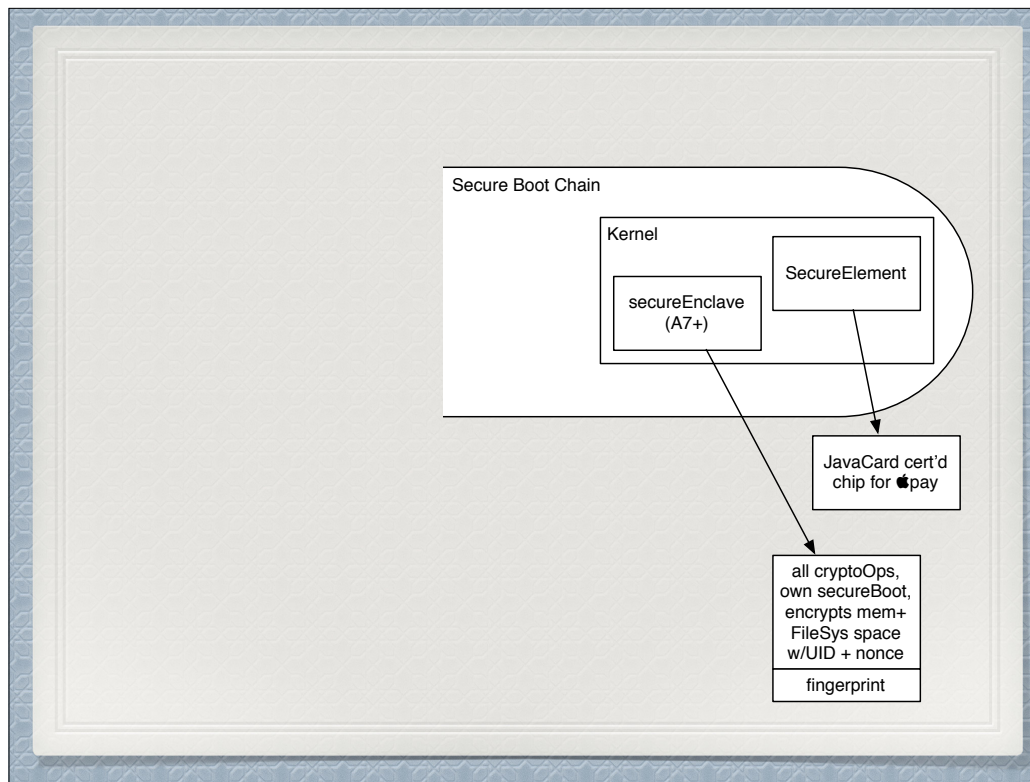 Secure Boot Chain
Kernel
SecureElement
secureEnclave
(A7+)
JavaCard cert’d
chip for pay
all cryptoOps,
own secureBoot,
encrypts mem+
FileSys space
w/UID + nonce
fingerprint